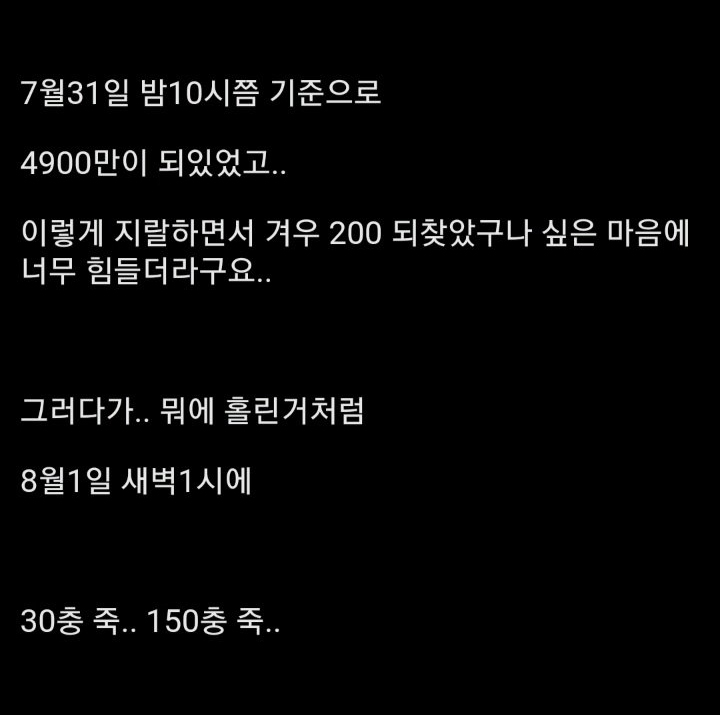 7월31일 밤10시쯤 기준으로
4900만이 되있었고..
이렇게 지랄하면서 겨우 200 되찾았구나 싶은 마음에
너무 힘들더라구요..
그러다가.. 뭐에 홀린거처럼
8월1일 새벽1시에
30충 죽.. 150충 죽..